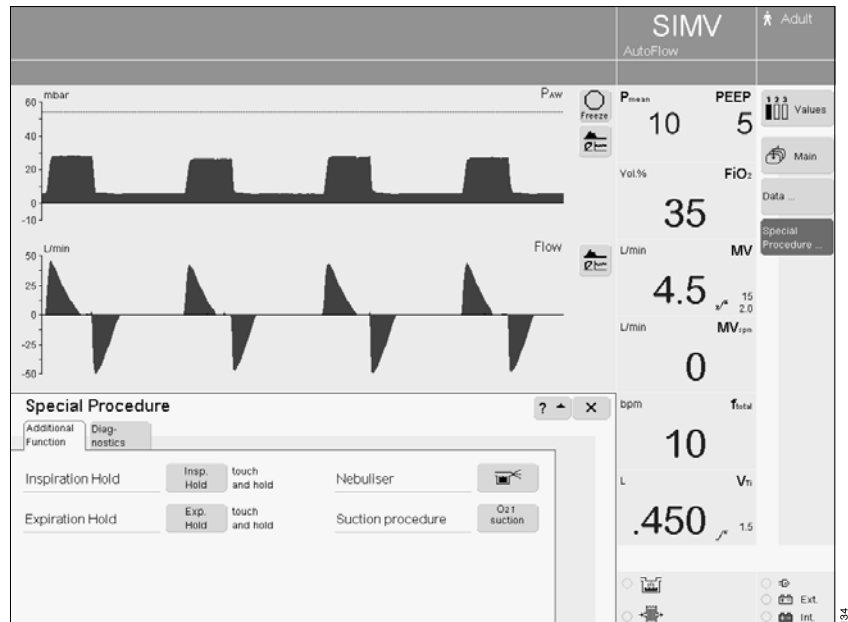 SIMV
AutoFlow
Adult
mbar
PAW
60
40
20
0
-10
Freeze
Pmean
PEEP
10
5
1 2 3
Values
Main
Vol.%
FiO2
35
Data ...
Special
Procedure ...
L/min
Flow
50
25
0
-25
-50
L/min
MV
4.5
15
2.0
L/min
MVspn
0
Special Procedure
?
Additional
Function
Diag-
nostics
bpm
ftotal
10
Inspiration Hold
Insp.
Hold
touch
and hold
Nebuliser
Expiration Hold
Exp.
Hold
touch
and hold
Suction procedure
O2↑
suction
L
VTi
.450
1.5
Ext.
Int.
34